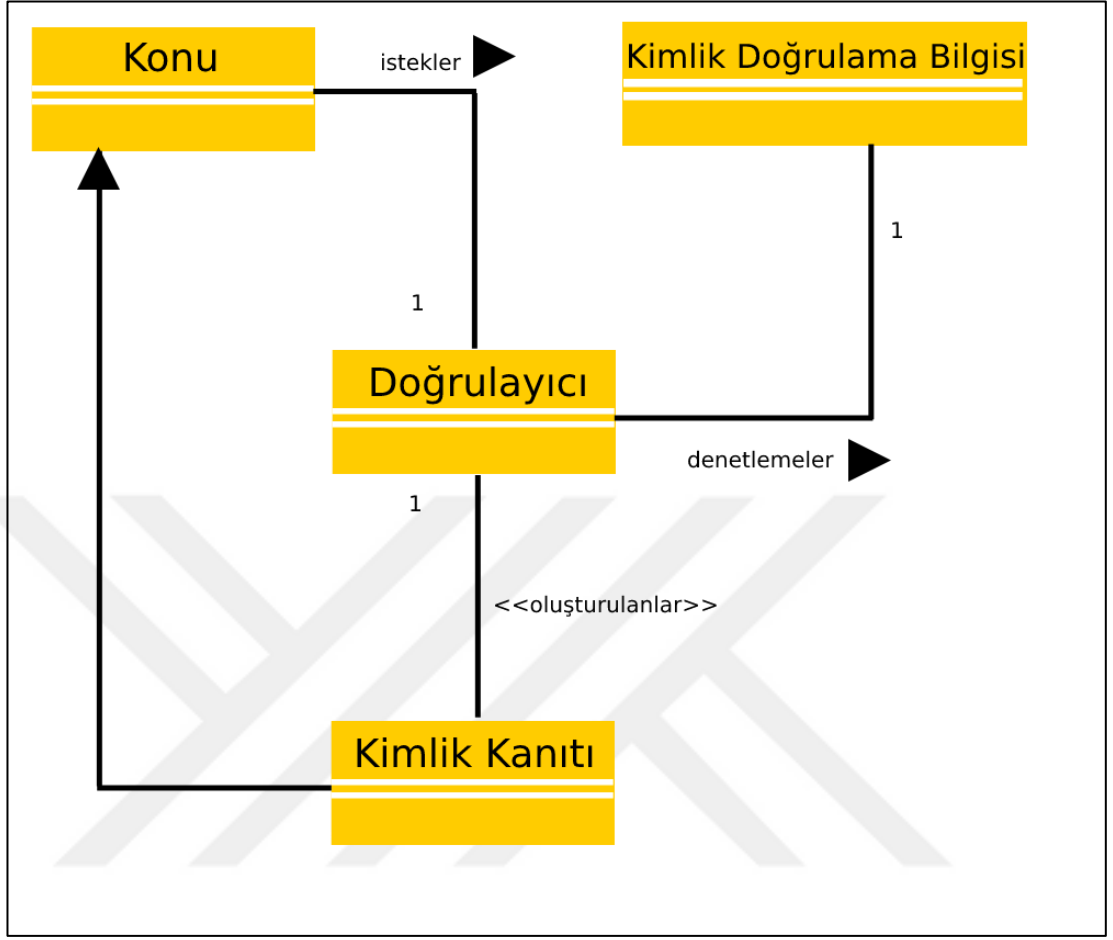 Konu
istekler
Kimlik Doğrulama Bilgisi
1
1
Doğrulayıcı
denetlemeler
1
<<oluşturulanlar>>
Kimlik Kanıtı